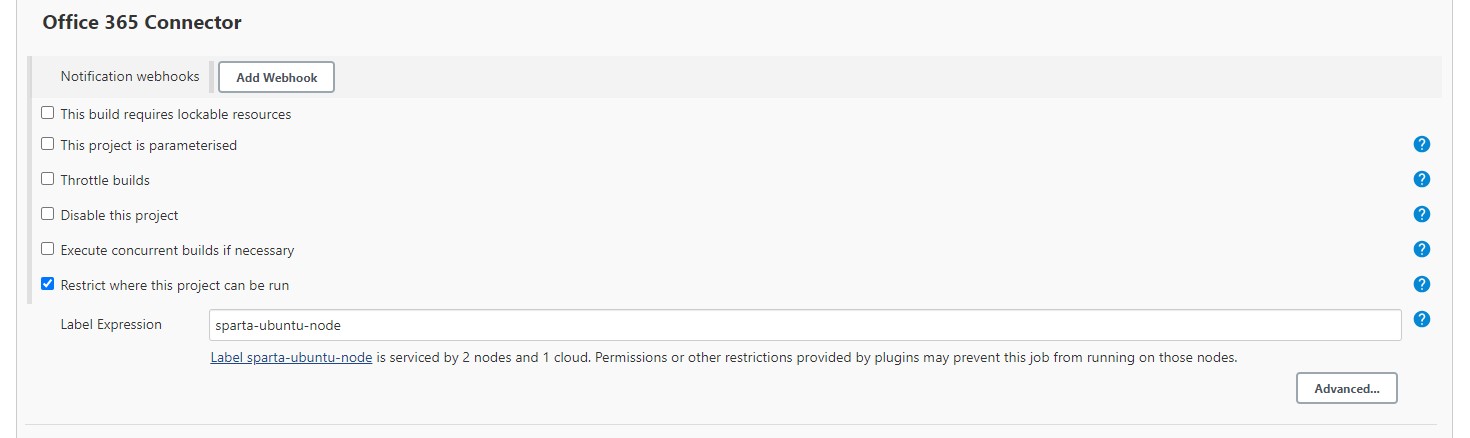 Office 365 Connector
Notification webhooks Add Webhook
This build requires lockable resources
This project is parameterised ?
Throttle builds ?
Disable this project ?
Execute concurrent builds if necessary ?
Restrict where this project can be run ?
Label Expression sparta-ubuntu-node ?
Label sparta-ubuntu-node is serviced by 2 nodes and 1 cloud. Permissions or other restrictions provided by plugins may prevent this job from running on those nodes.
Advanced...